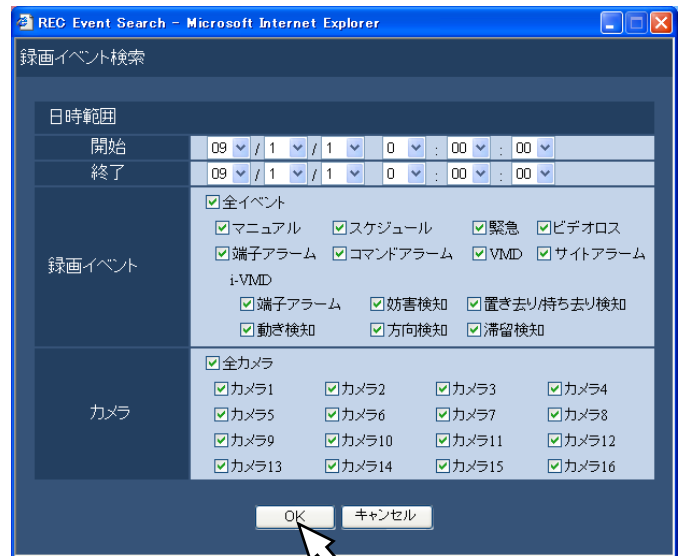 REC Event Search - Microsoft Internet Explorer
録画イベント検索
日時範囲
開始 09 / 1 / 1 0 : 00 : 00
終了 09 / 1 / 1 0 : 00 : 00
録画イベント
全イベント
マニュアル スケジュール 緊急 ビデオロス
端子アラーム コマンドアラーム VMD サイトアラーム
i-VMD
端子アラーム 妨害検知 置き去り/持ち去り検知
動き検知 方向検知 滞留検知
カメラ
全カメラ
カメラ1 カメラ2 カメラ3 カメラ4
カメラ5 カメラ6 カメラ7 カメラ8
カメラ9 カメラ10 カメラ11 カメラ12
カメラ13 カメラ14 カメラ15 カメラ16
OK キャンセル